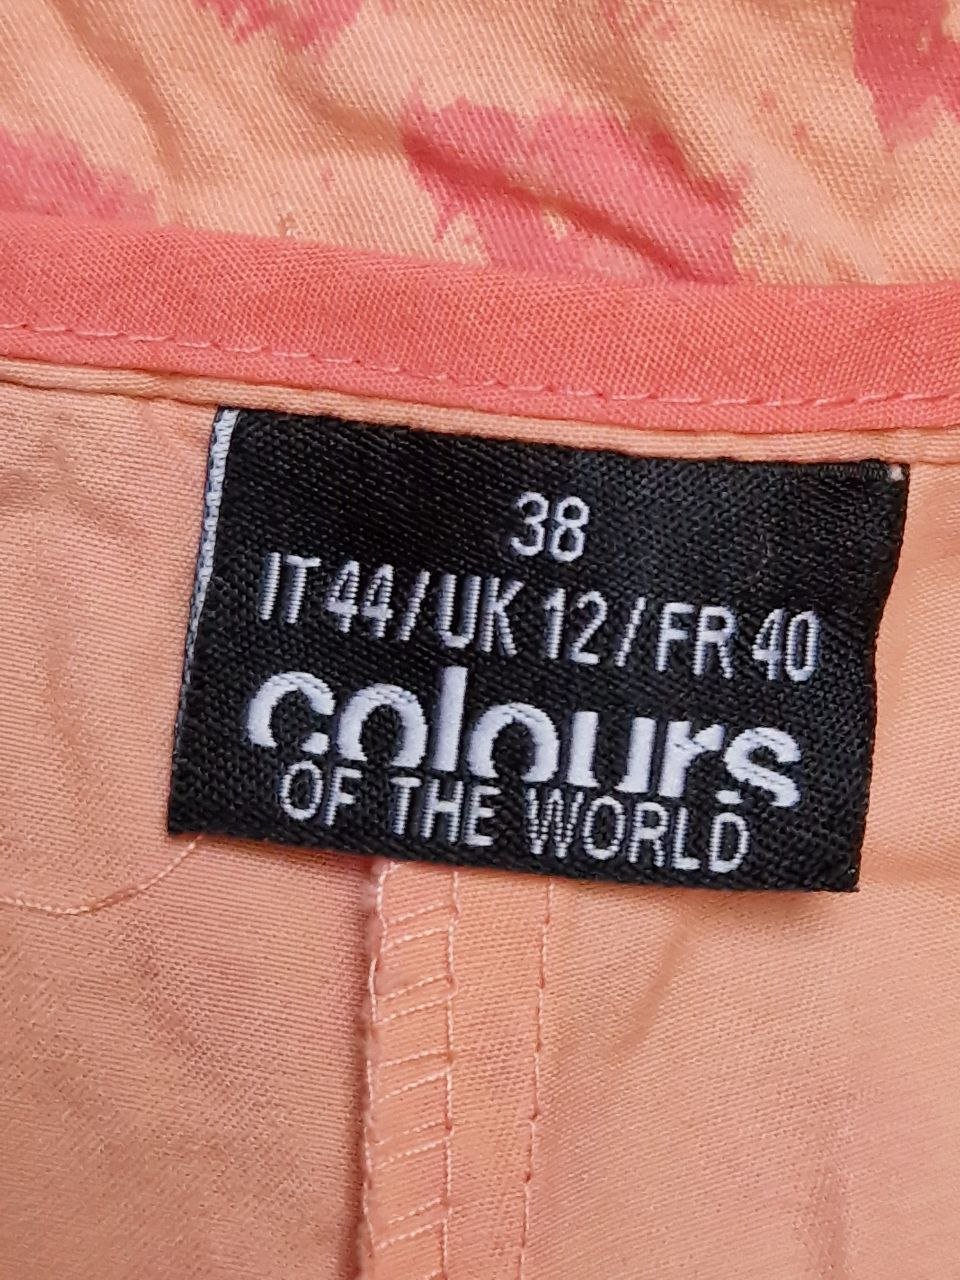 38
IT 44 / UK 12 / FR 40
colours
OF THE WORLD